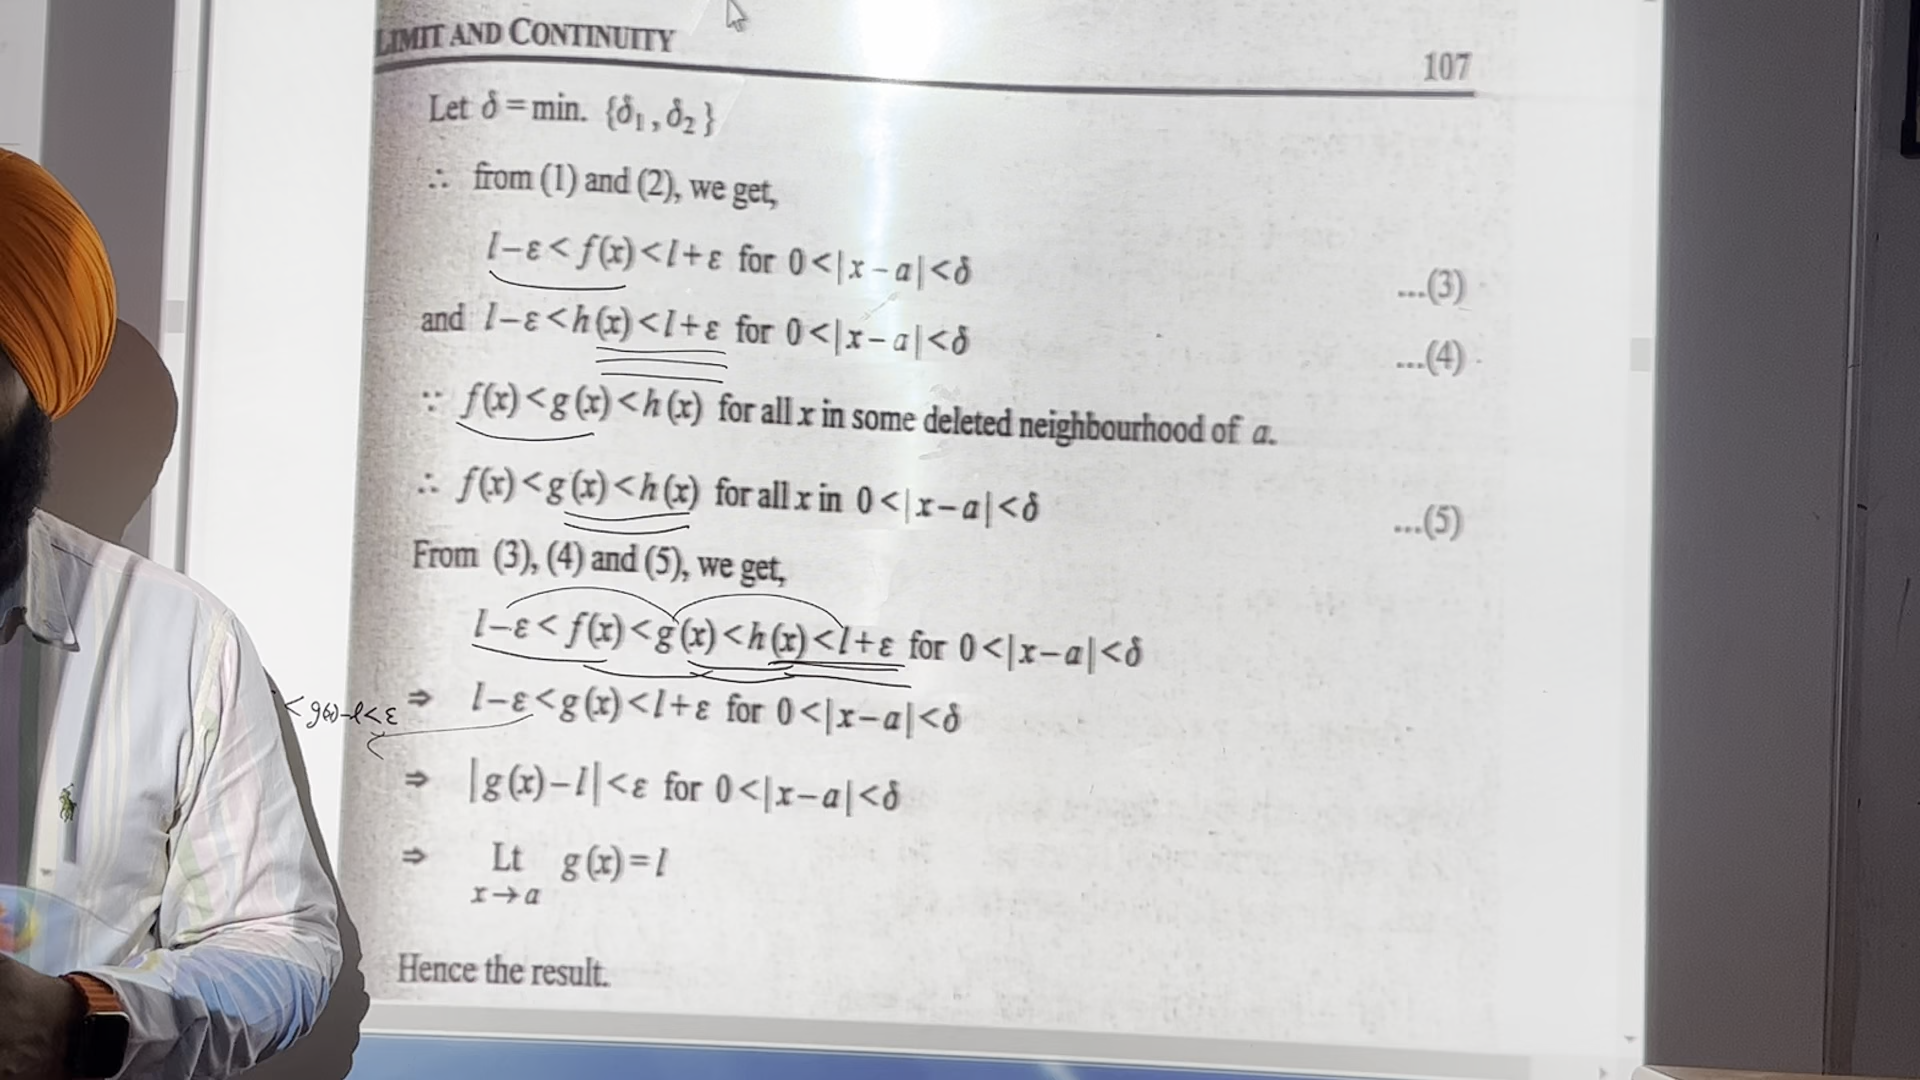 LIMIT AND CONTINUITY 107
Let δ = min. {δ₁, δ₂}
∴ from (1) and (2), we get,
l−ε < f(x) < l+ε for 0 < |x − a| < δ ...(3)
and l−ε < h(x) < l+ε for 0 < |x − a| < δ ...(4)
∵ f(x) < g(x) < h(x) for all x in some deleted neighbourhood of a.
∴ f(x) < g(x) < h(x) for all x in 0 < |x − a| < δ ...(5)
From (3), (4) and (5), we get,
l−ε < f(x) < g(x) < h(x) < l+ε for 0 < |x−a| < δ
< g(x)−l < ε ⇒ l−ε < g(x) < l+ε for 0 < |x−a| < δ
⇒ |g(x)−l| < ε for 0 < |x−a| < δ
⇒ Lt g(x) = l
x→a
Hence the result.